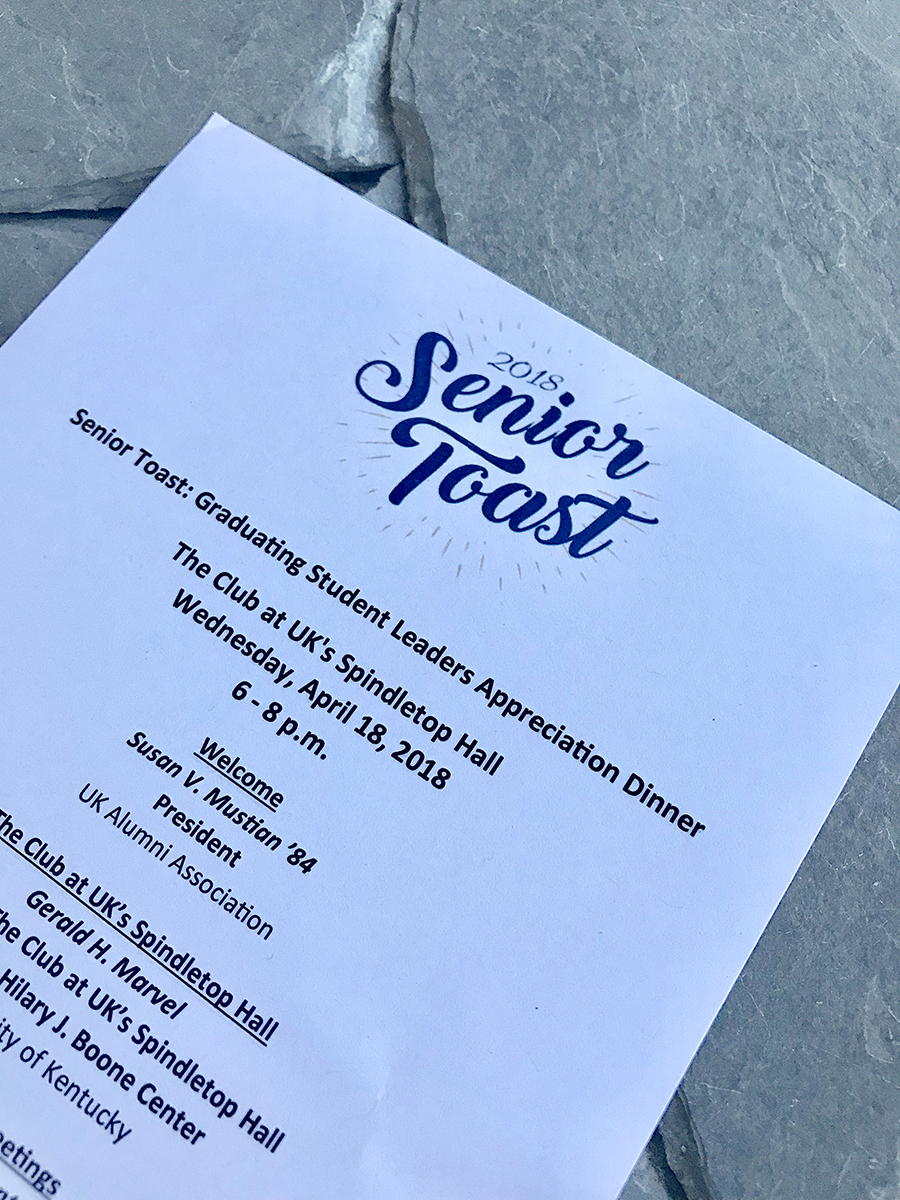 2018
Senior
Toast
Senior Toast: Graduating Student Leaders Appreciation Dinner
The Club at UK's Spindletop Hall
Wednesday, April 18, 2018
6 - 8 p.m.
Welcome
Susan V. Mustian '84
President
UK Alumni Association
The Club at UK's Spindletop Hall
Gerald H. Marvel
The Club at UK's Spindletop Hall
Hilary J. Boone Center
of Kentucky